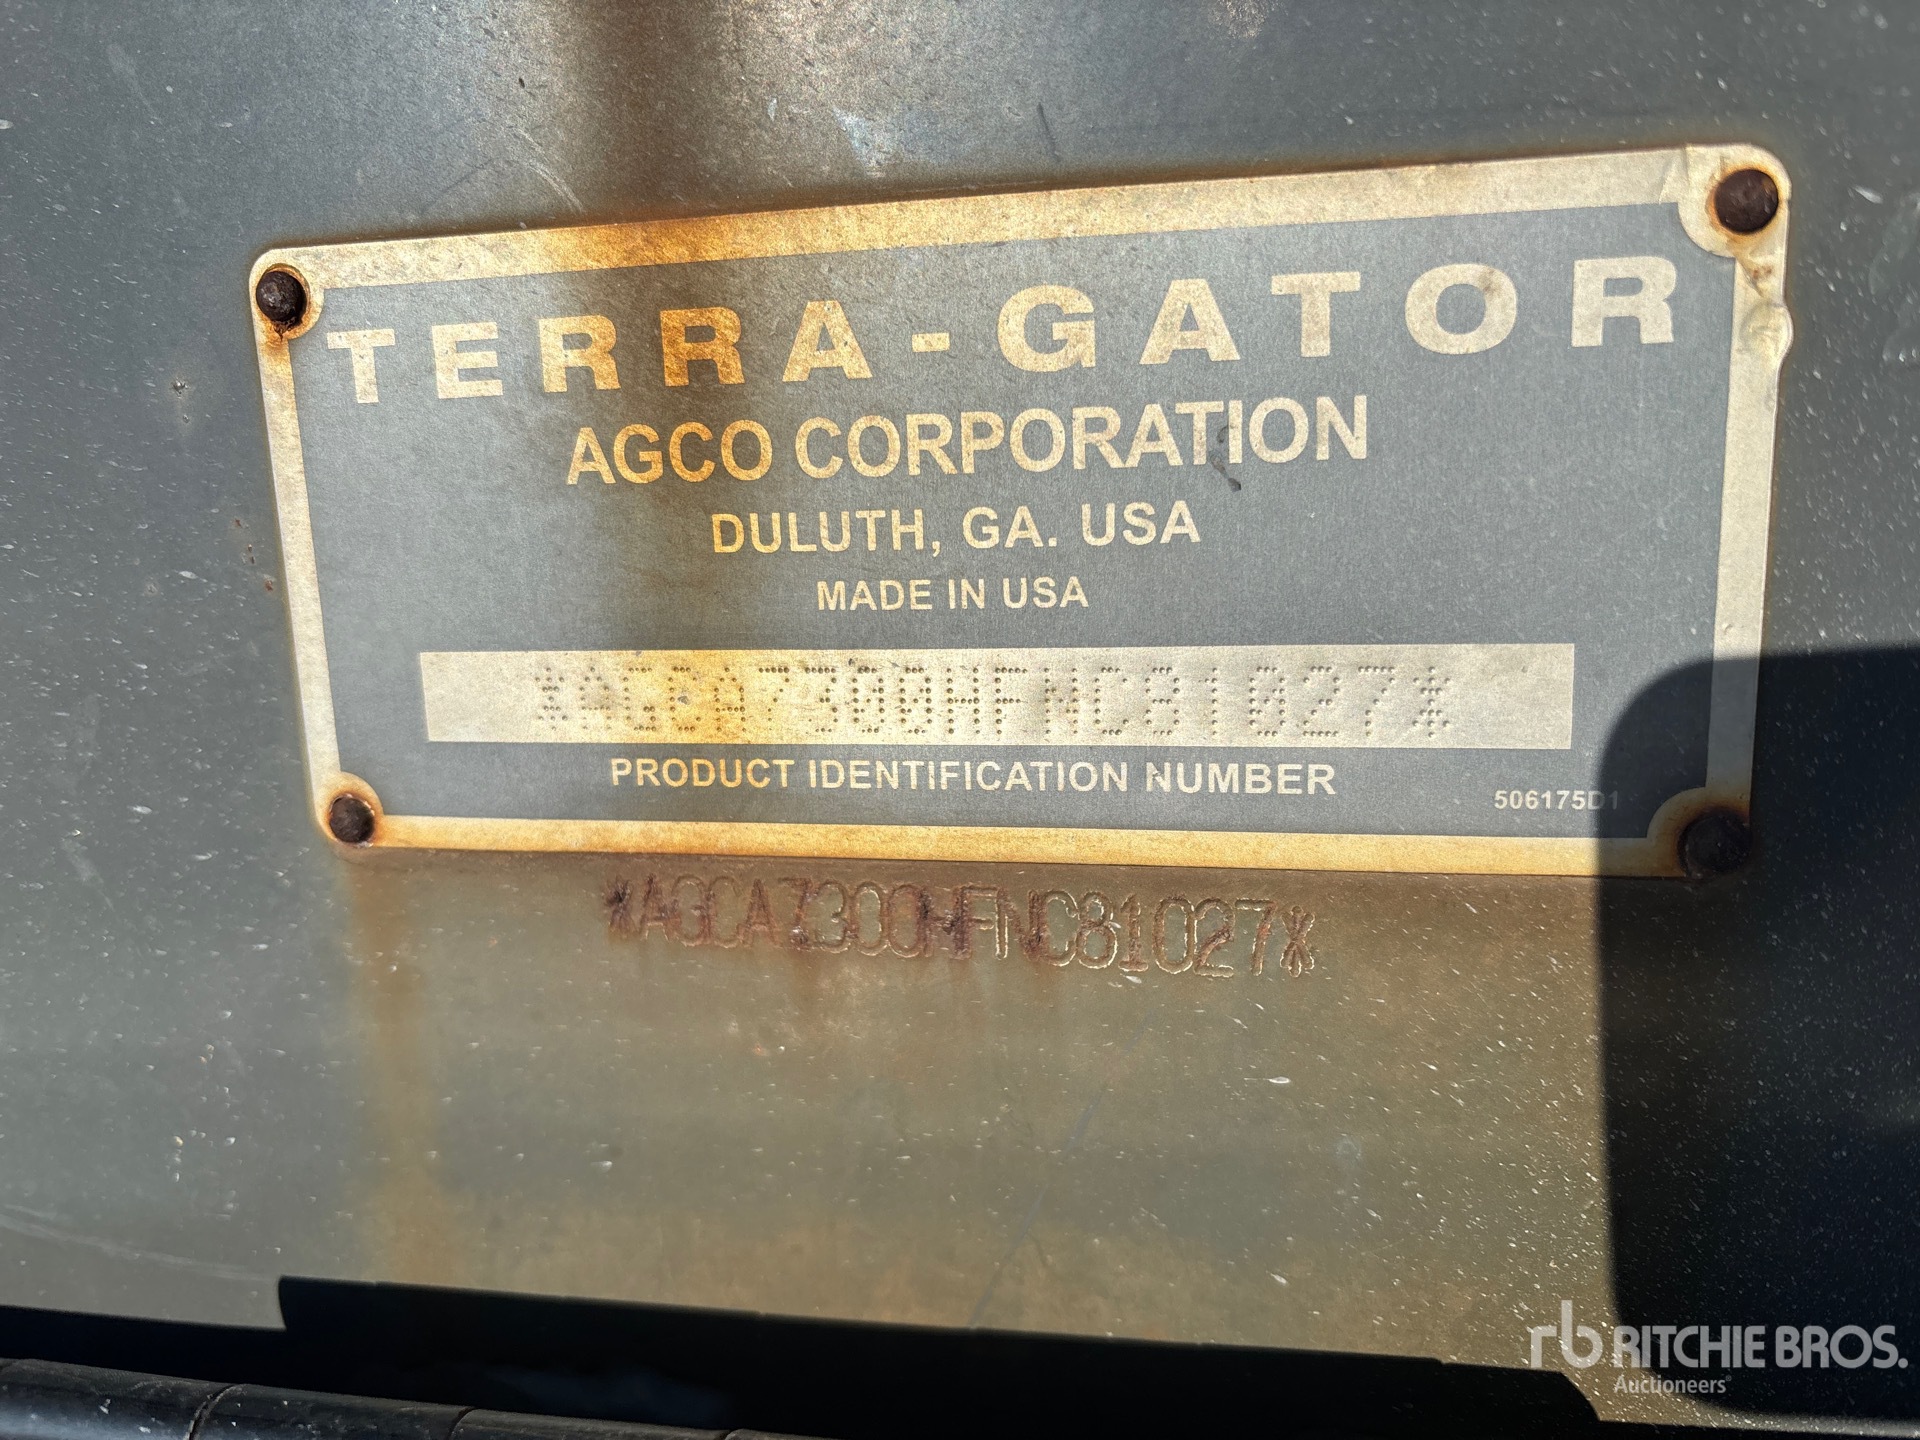 TERRA-GATOR
AGCO CORPORATION
DULUTH, GA. USA
MADE IN USA
*AGCA7300HFNC81027*
PRODUCT IDENTIFICATION NUMBER
506175D1
*AGCA7300HFNC81027*
rb RITCHIE BROS.
Auctioneers